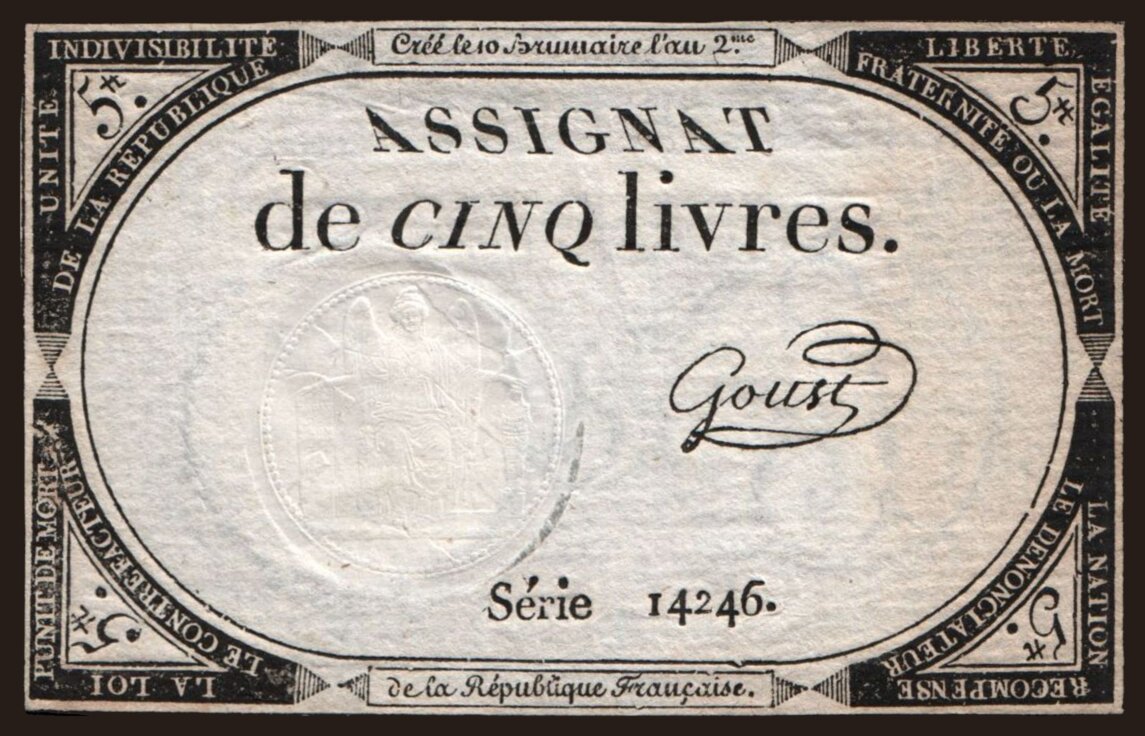 Créé le 10 Brumaire l'an 2.me
UNITÉ INDIVISIBILITÉ
DE LA RÉPUBLIQUE
LIBERTÉ, ÉGALITÉ
FRATERNITÉ OU LA MORT
5.#
5.#
ASSIGNAT
de CINQ livres.
Goust
Série 14246.
LA LOI PUNIT DE MORT
LE CONTREFACTEUR
LA NATION RECOMPENSE
LE DENONCIATEUR
5.#
5.#
de la République Française.